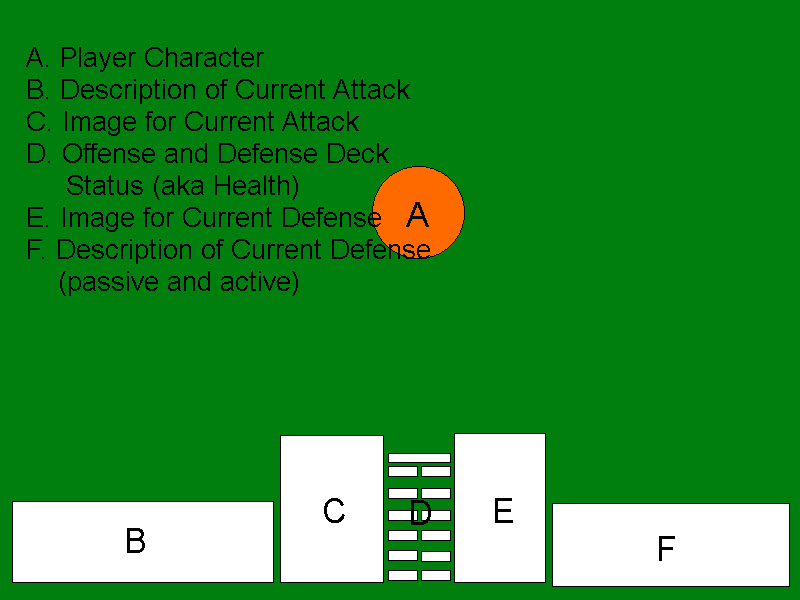 A. Player Character
B. Description of Current Attack
C. Image for Current Attack
D. Offense and Defense Deck
Status (aka Health)
E. Image for Current Defense
A
F. Description of Current Defense
(passive and active)
B
C
D
E
F